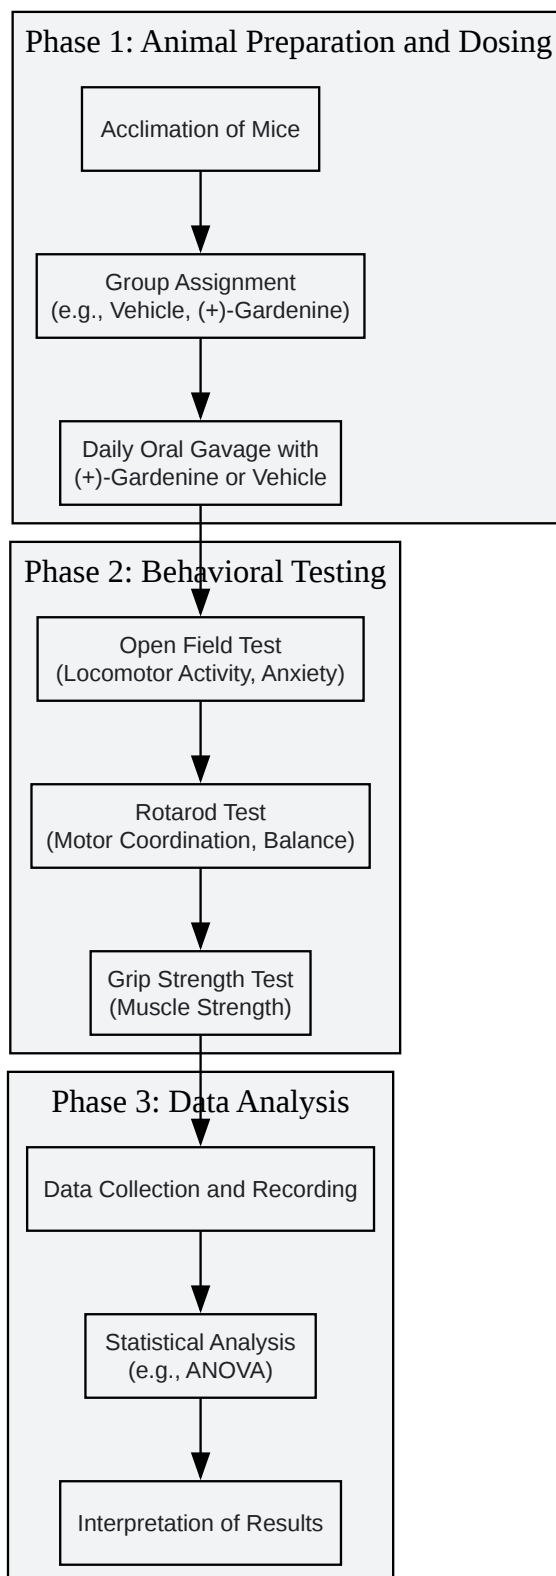 Phase 1: Animal Preparation and Dosing
Acclimation of Mice
Group Assignment
(e.g., Vehicle, (+)-Gardenine)
Daily Oral Gavage with
(+)-Gardenine or Vehicle
Phase 2: Behavioral Testing
Open Field Test
(Locomotor Activity, Anxiety)
Rotarod Test
(Motor Coordination, Balance)
Grip Strength Test
(Muscle Strength)
Phase 3: Data Analysis
Data Collection and Recording
Statistical Analysis
(e.g., ANOVA)
Interpretation of Results